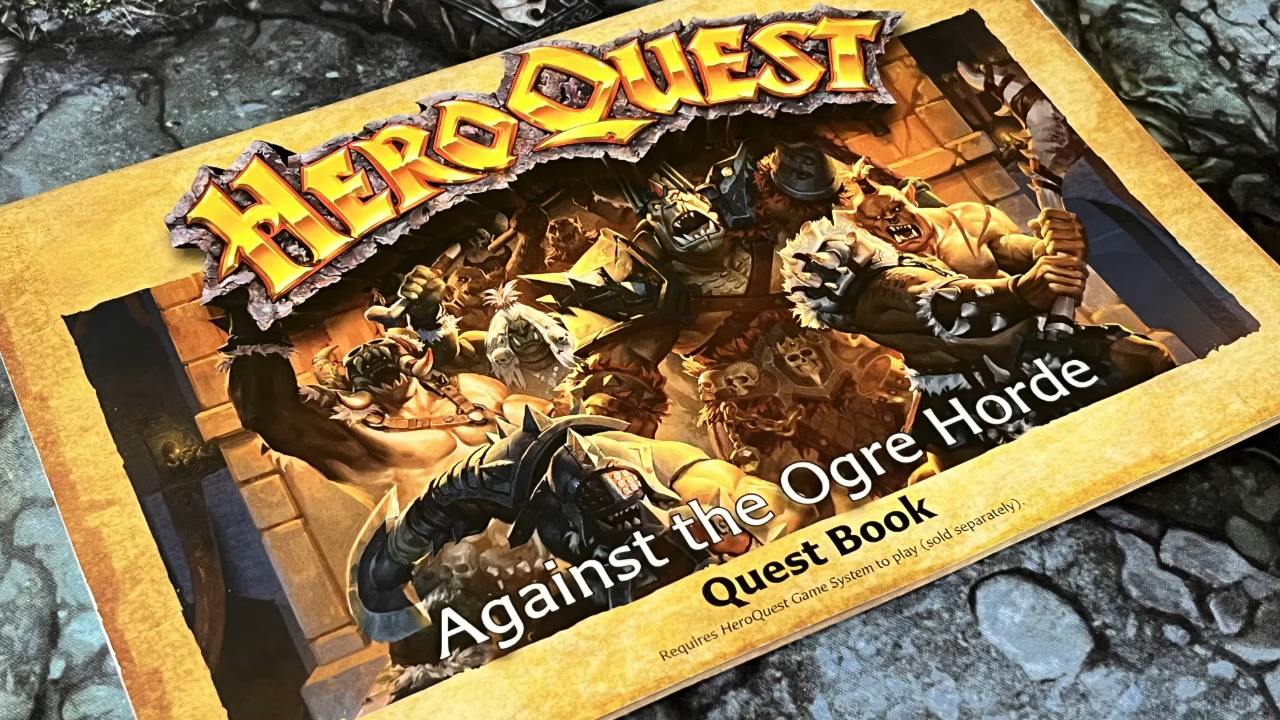 HEROQUEST
Against the Ogre Horde
Quest Book
Requires HeroQuest Game System to play (sold separately).